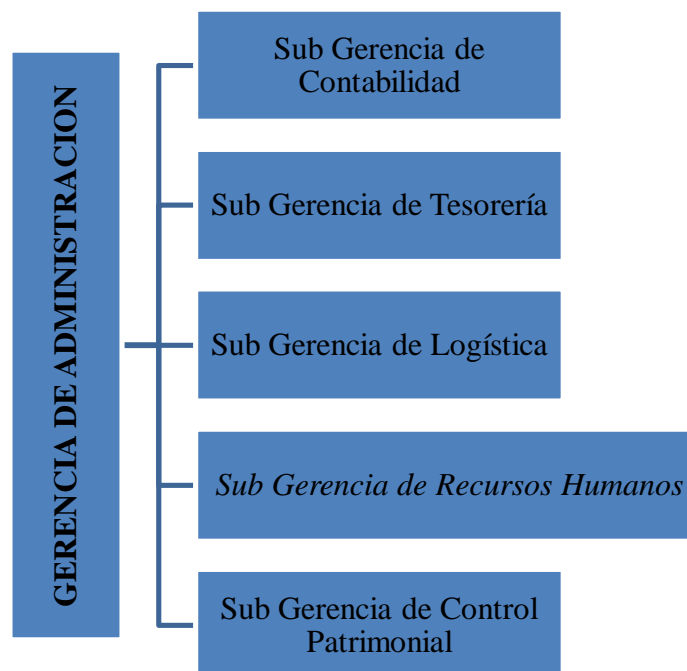 GERENCIA DE ADMINISTRACION
Sub Gerencia de
Contabilidad
Sub Gerencia de Tesorería
Sub Gerencia de Logística
Sub Gerencia de Recursos Humanos
Sub Gerencia de Control
Patrimonial